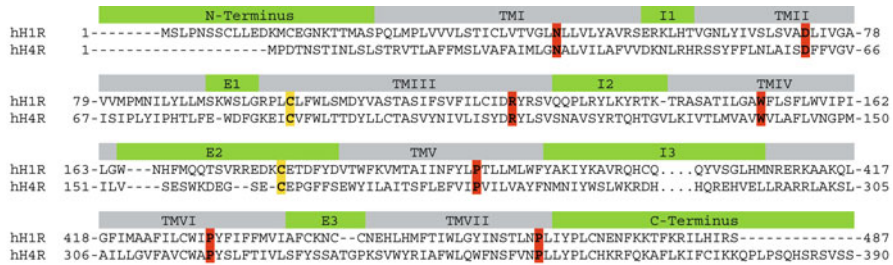 N-Terminus TMI I1 TMII
hH1R 1--------MSLPNSSCLLEDKMCEGNKTTMASPQLMPLVVVLSTICLVTVGLNLLVLYAVRSERKLHTVGNLYIVSLSVADLIVGA-78
hH4R 1---------------MPDTNSTINLSLSTRVTLAFFMSLVAFAIMLGNALVILAFVVDKNLRHRSSYFFLNLAISDFFVGV-66
E1 TMIII I2 TMIV
hH1R 79-VVMPMNILYLLMSKWSLGRPLCLFWLSMDYVASTASIFSVFILCIDRYRSVQQPLRYLKYRTK-TRASATILGAWFLSFLWVIPI-162
hH4R 67-ISIPLYIPHTLFE-WDFGKEICVFWLTTDYLLCTASVYNIVLISYDRYLSVSNAVSYRTQHTGVLKIVTLMVAVWVLAFLVNGPM-150
E2 TMV I3
hH1R 163-LGW---NHFMQQTSVRREDKCETDFYDVTWFKVMTAIINFYLPTLLMLWFYAKIYKAVRQHCQ....QYVSGLHMNRERKAAKQL-417
hH4R 151-ILV---SESWKDEG--SE-CEPGFFSEWYILAITSFLEFVIPVILVAYFNMNIYWSLWKRDH....HQREHVELLRARRLAKSL-305
TMVI E3 TMVII C-Terminus
hH1R 418-GFIMAAFILCWIPYFIFFMVIAFCKNC--CNEHLHMFTIWLGYINSTLNPLIYPLCNENFKKTFKRILHIRS-------------487
hH4R 306-AILLGVFAVCWAPYSLFTIVLSFYSSATGPKSVWYRIAFWLQWFNSFVNPLLYPLCHKRFQKAFLKIFCIKKQPLPSQHSRSVSS-390